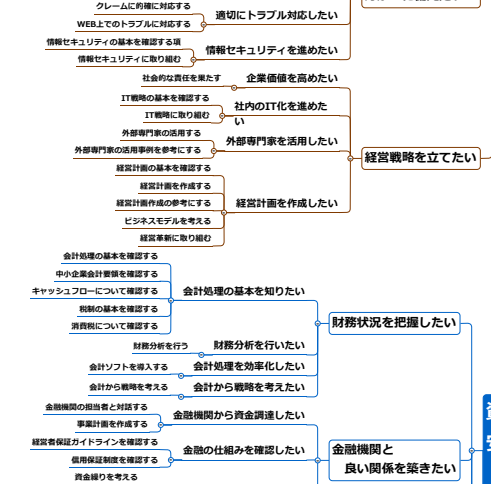 クレームに的確に対応する
WEB上でのトラブルに対応する
適切にトラブル対応したい
情報セキュリティの基本を確認する項
情報セキュリティに取り組む
情報セキュリティを進めたい
社会的な責任を果たす
企業価値を高めたい
IT戦略の基本を確認する
IT戦略に取り組む
社内のIT化を進めた
い
外部専門家の活用する
外部専門家の活用事例を参考にする
外部専門家を活用したい
経営戦略を立てたい
経営計画の基本を確認する
経営計画を作成する
経営計画作成の参考にする
ビジネスモデルを考える
経営革新に取り組む
経営計画を作成したい
会計処理の基本を確認する
中小企業会計要領を確認する
キャッシュフローについて確認する
税制の基本を確認する
消費税について確認する
会計処理の基本を知りたい
財務状況を把握したい
財務分析を行う
財務分析を行いたい
会計ソフトを導入する
会計処理を効率化したい
会計から戦略を考える
会計から戦略を考えたい
金融機関の担当者と対話する
事業計画を作成する
金融機関から資金調達したい
経営者保証ガイドラインを確認する
信用保証制度を確認する
金融の仕組みを確認したい
金融機関と
良い関係を築きたい
資金繰りを考える